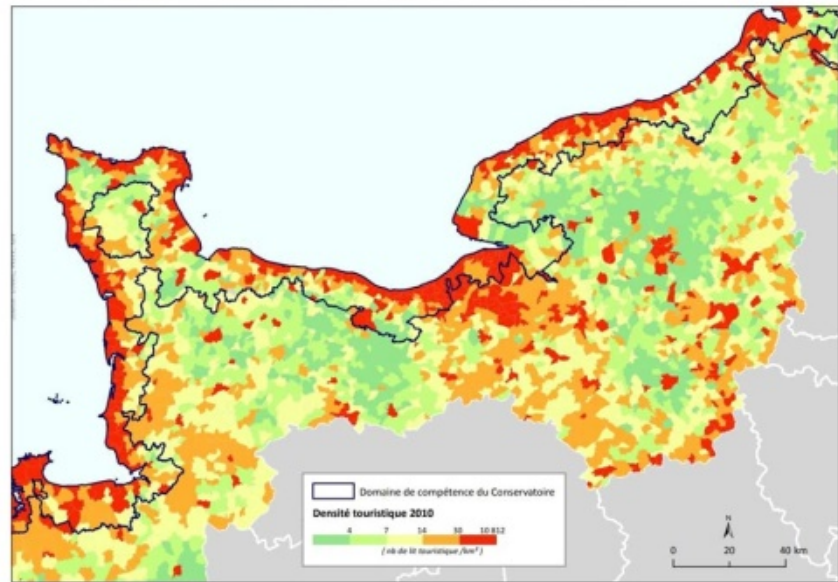 Domaine de compétence du Conservatoire
Densité touristique 2010
4 7 14 30 10 812
( nb de lit touristique /km² )
N
0 20 40 km